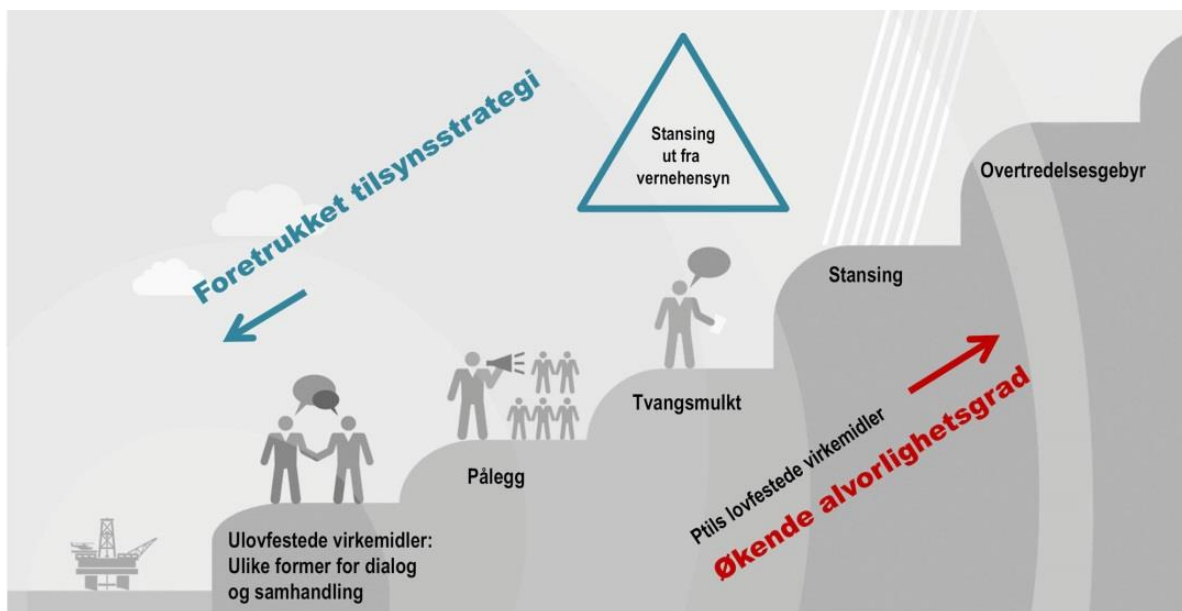 Foretrukket tilsynsstrategi
Stansing
ut fra
vernehensyn
Overtredelsesgebyr
Stansing
Tvangsmulkt
Pålegg
Ulovfestede virkemidler:
Ulike former for dialog
og samhandling
Ptils lovfestede virkemidler
Økende alvorlighetsgrad